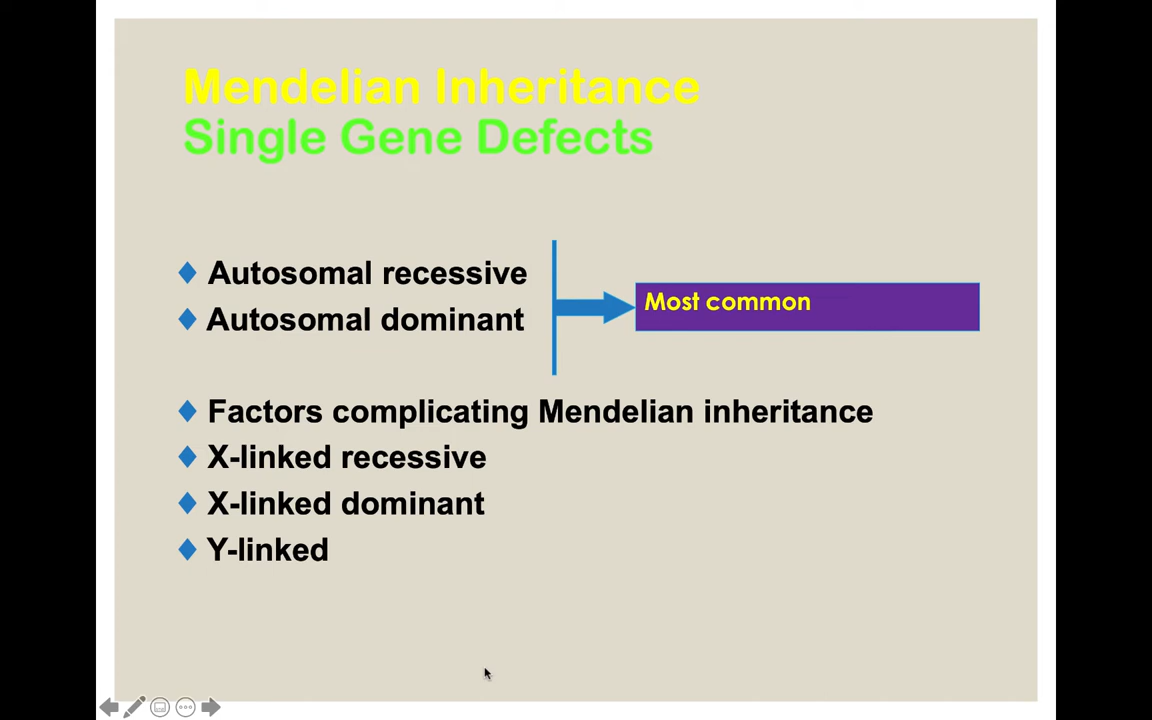 Mendelian Inheritance
Single Gene Defects
Autosomal recessive
Autosomal dominant
Most common
Factors complicating Mendelian inheritance
X-linked recessive
X-linked dominant
Y-linked